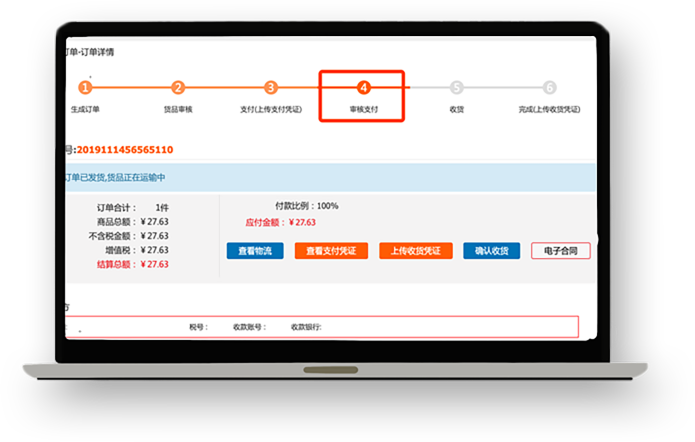 订单-订单详情
1 2 3 4 5 6
生成订单 货品审核 支付(上传支付凭证) 审核支付 收货 完成(上传收货凭证)
号:2019111456565110
订单已发货,货品正在运输中
订单合计： 1件
付款比例：100%
商品总额：￥27.63
应付金额：￥27.63
不含税金额：￥27.63
增值税：￥27.63
结算总额：￥27.63
查看物流 查看支付凭证 上传收货凭证 确认收货 电子合同
方
税号： 收款账号： 收款银行: